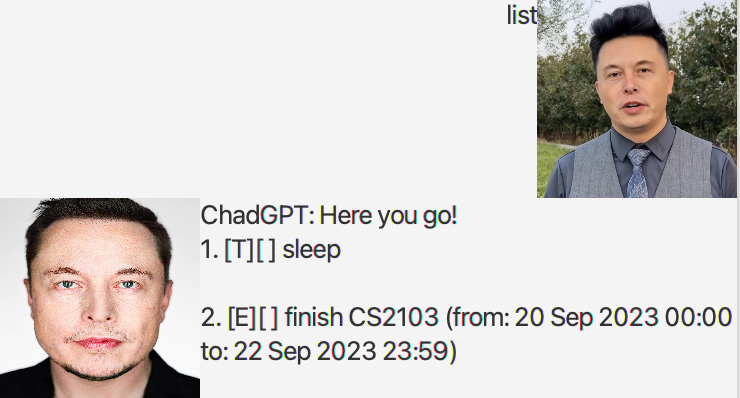 list
ChadGPT: Here you go!
1. [T][ ] sleep
2. [E][ ] finish CS2103 (from: 20 Sep 2023 00:00
to: 22 Sep 2023 23:59)